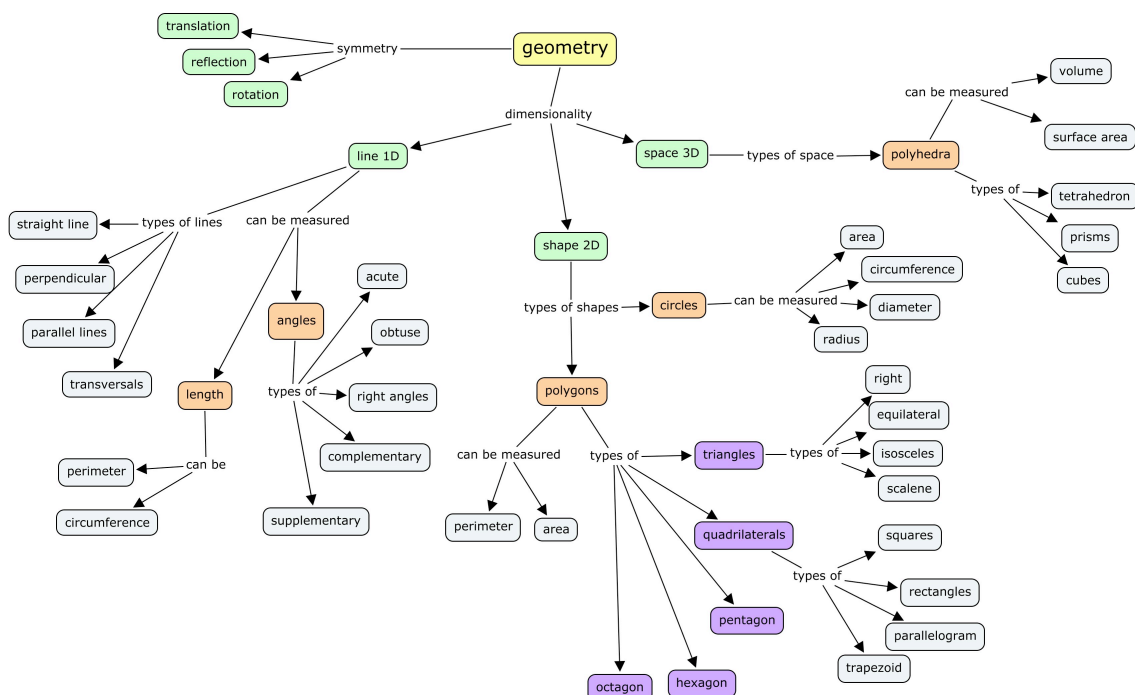 geometry
symmetry
translation
reflection
rotation
dimensionality
line 1D
types of lines
straight line
perpendicular
parallel lines
transversals
can be measured
angles
types of
acute
obtuse
right angles
complementary
supplementary
length
can be
perimeter
circumference
shape 2D
types of shapes
circles
can be measured
area
circumference
diameter
radius
polygons
can be measured
perimeter
area
types of
triangles
types of
right
equilateral
isosceles
scalene
quadrilaterals
types of
squares
rectangles
parallelogram
trapezoid
pentagon
hexagon
octagon
space 3D
types of space
polyhedra
can be measured
volume
surface area
types of
tetrahedron
prisms
cubes